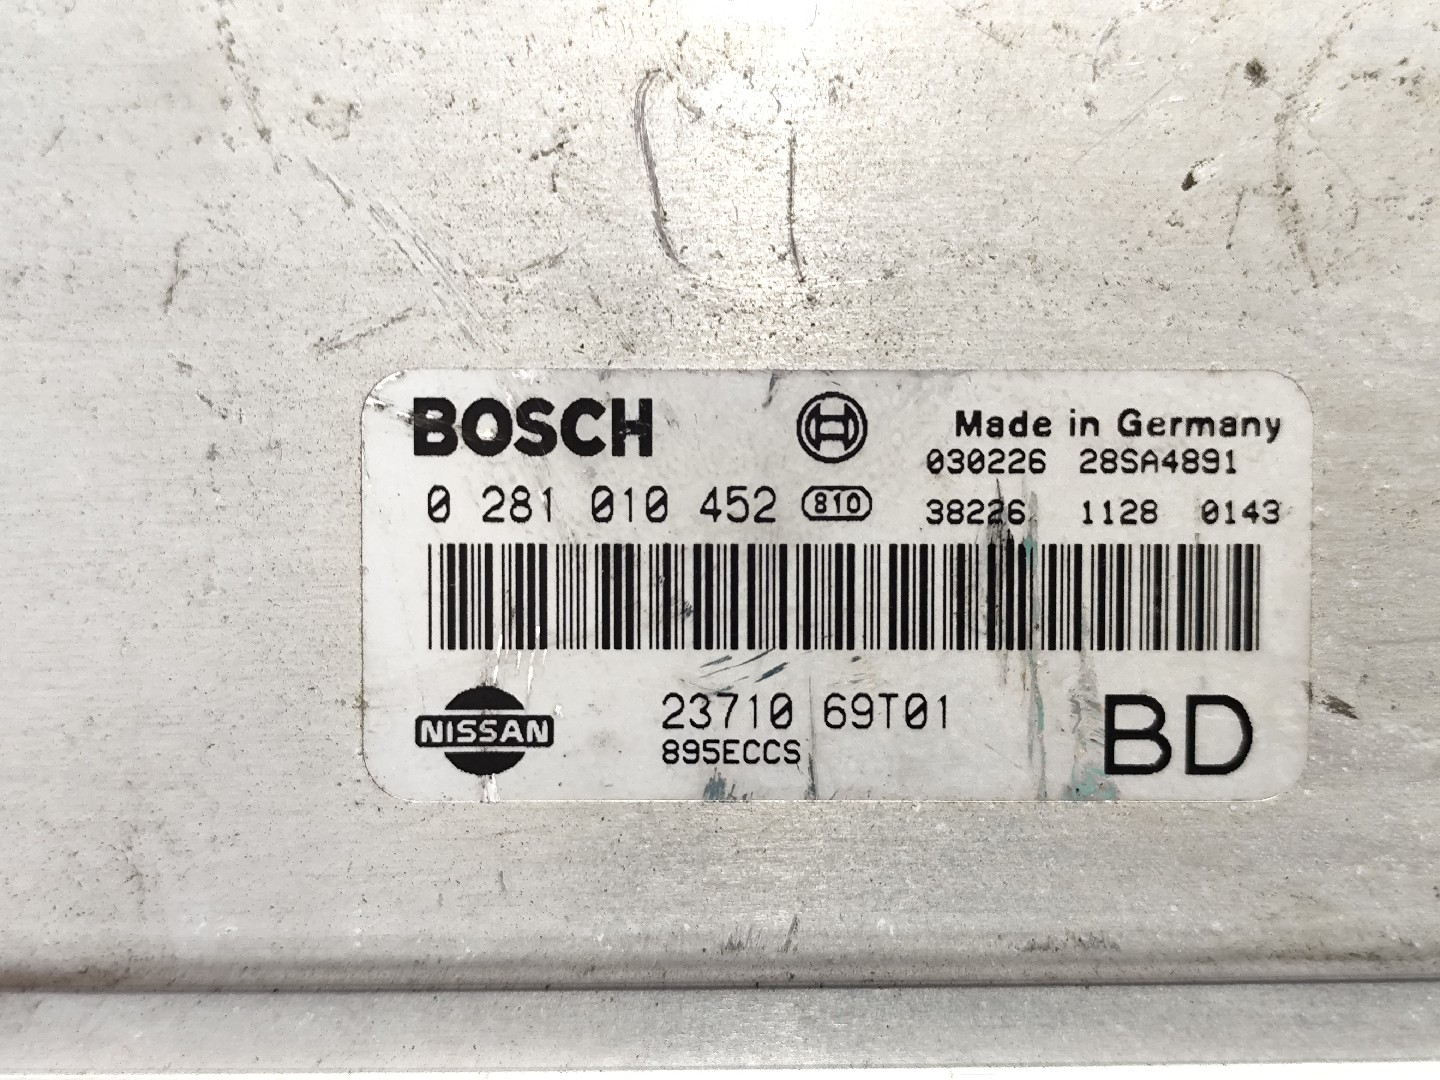 BOSCH
Made in Germany
030226 28SA4891
0 281 010 452 810
38226 1128 0143
NISSAN
23710 69T01
895ECCS
BD